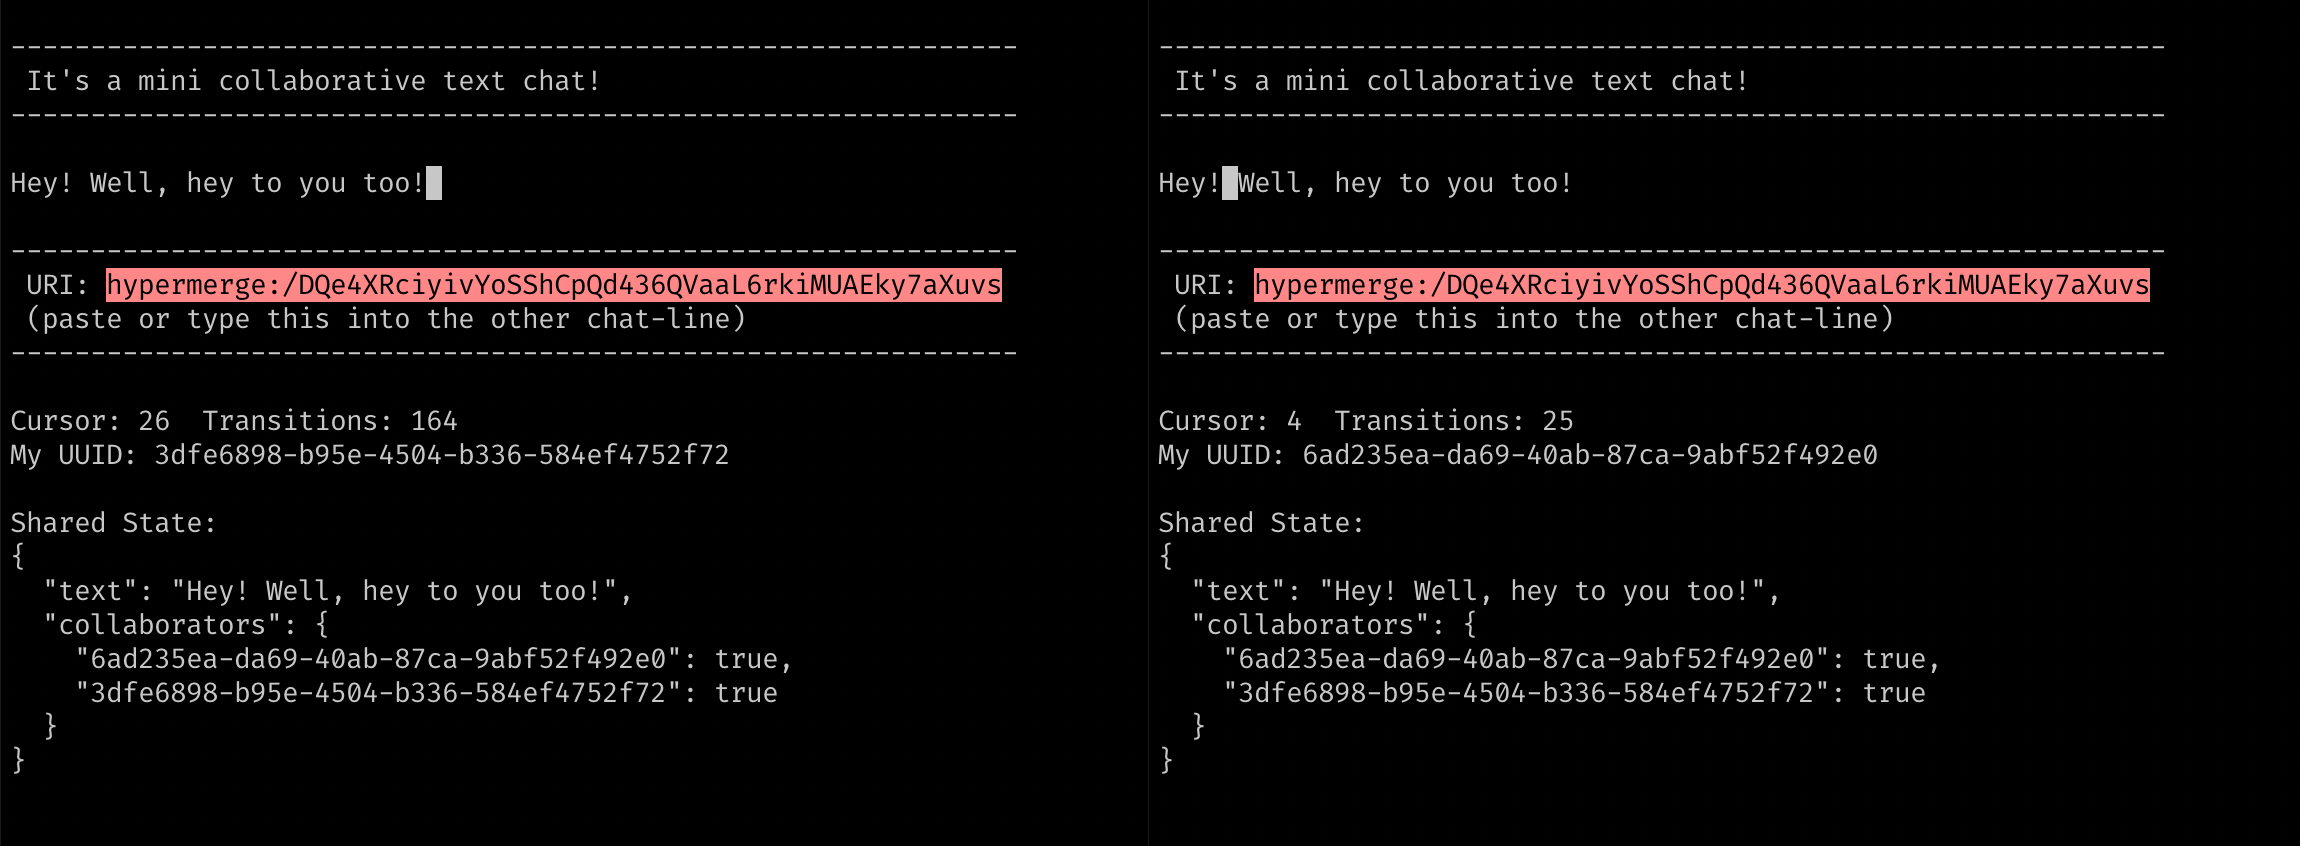 ----------------------------------------------------------------
It's a mini collaborative text chat!
----------------------------------------------------------------
Hey! Well, hey to you too!
----------------------------------------------------------------
URI: hypermerge:/DQe4XRciyivYoSShCpQd436QVaaL6rkiMUAEky7aXuvs
(paste or type this into the other chat-line)
----------------------------------------------------------------
Cursor: 26  Transitions: 164
My UUID: 3dfe6898-b95e-4504-b336-584ef4752f72
Shared State:
{
  "text": "Hey! Well, hey to you too!",
  "collaborators": {
    "6ad235ea-da69-40ab-87ca-9abf52f492e0": true,
    "3dfe6898-b95e-4504-b336-584ef4752f72": true
  }
}
----------------------------------------------------------------
It's a mini collaborative text chat!
----------------------------------------------------------------
Hey! Well, hey to you too!
----------------------------------------------------------------
URI: hypermerge:/DQe4XRciyivYoSShCpQd436QVaaL6rkiMUAEky7aXuvs
(paste or type this into the other chat-line)
----------------------------------------------------------------
Cursor: 4  Transitions: 25
My UUID: 6ad235ea-da69-40ab-87ca-9abf52f492e0
Shared State:
{
  "text": "Hey! Well, hey to you too!",
  "collaborators": {
    "6ad235ea-da69-40ab-87ca-9abf52f492e0": true,
    "3dfe6898-b95e-4504-b336-584ef4752f72": true
  }
}